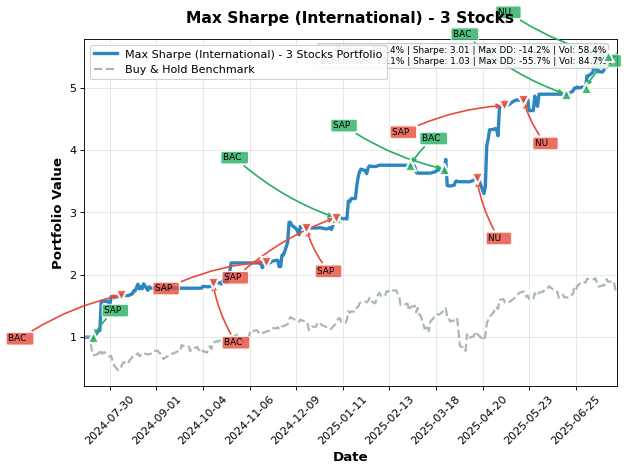 NU
Max Sharpe (International) - 3 Stocks
BAC
Max Sharpe (International) - 3 Stocks Portfolio
Buy & Hold Benchmark
.4% | Sharpe: 3.01 | Max DD: -14.2% | Vol: 58.4%
.1% | Sharpe: 1.03 | Max DD: -55.7% | Vol: 84.7%
5
SAP
SAP
BAC
NU
4
BAC
Portfolio Value
NU
3
SAP
SAP
SAP
2
BAC
SAP
BAC
1
2024-07-30
2024-09-01
2024-10-04
2024-11-06
2024-12-09
2025-01-11
2025-02-13
2025-03-18
2025-04-20
2025-05-23
2025-06-25
Date